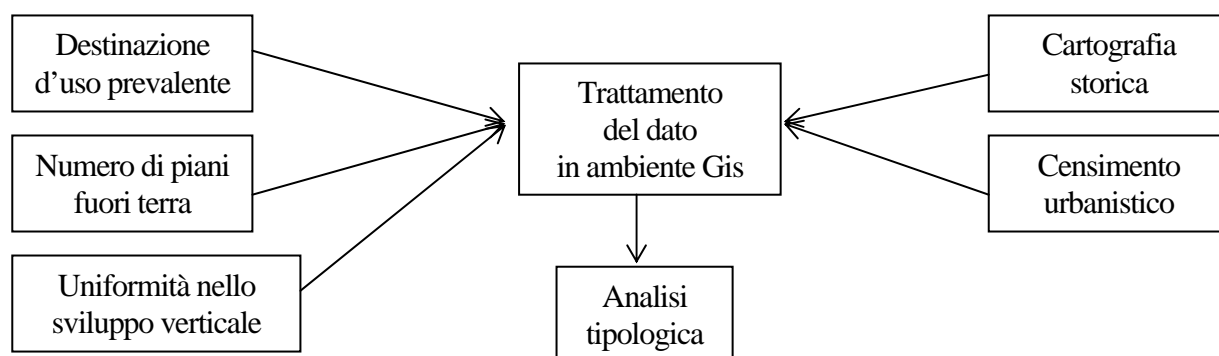 Destinazione
d’uso prevalente
Numero di piani
fuori terra
Uniformità nello
sviluppo verticale
Trattamento
del dato
in ambiente Gis
Analisi
tipologica
Cartografia
storica
Censimento
urbanistico